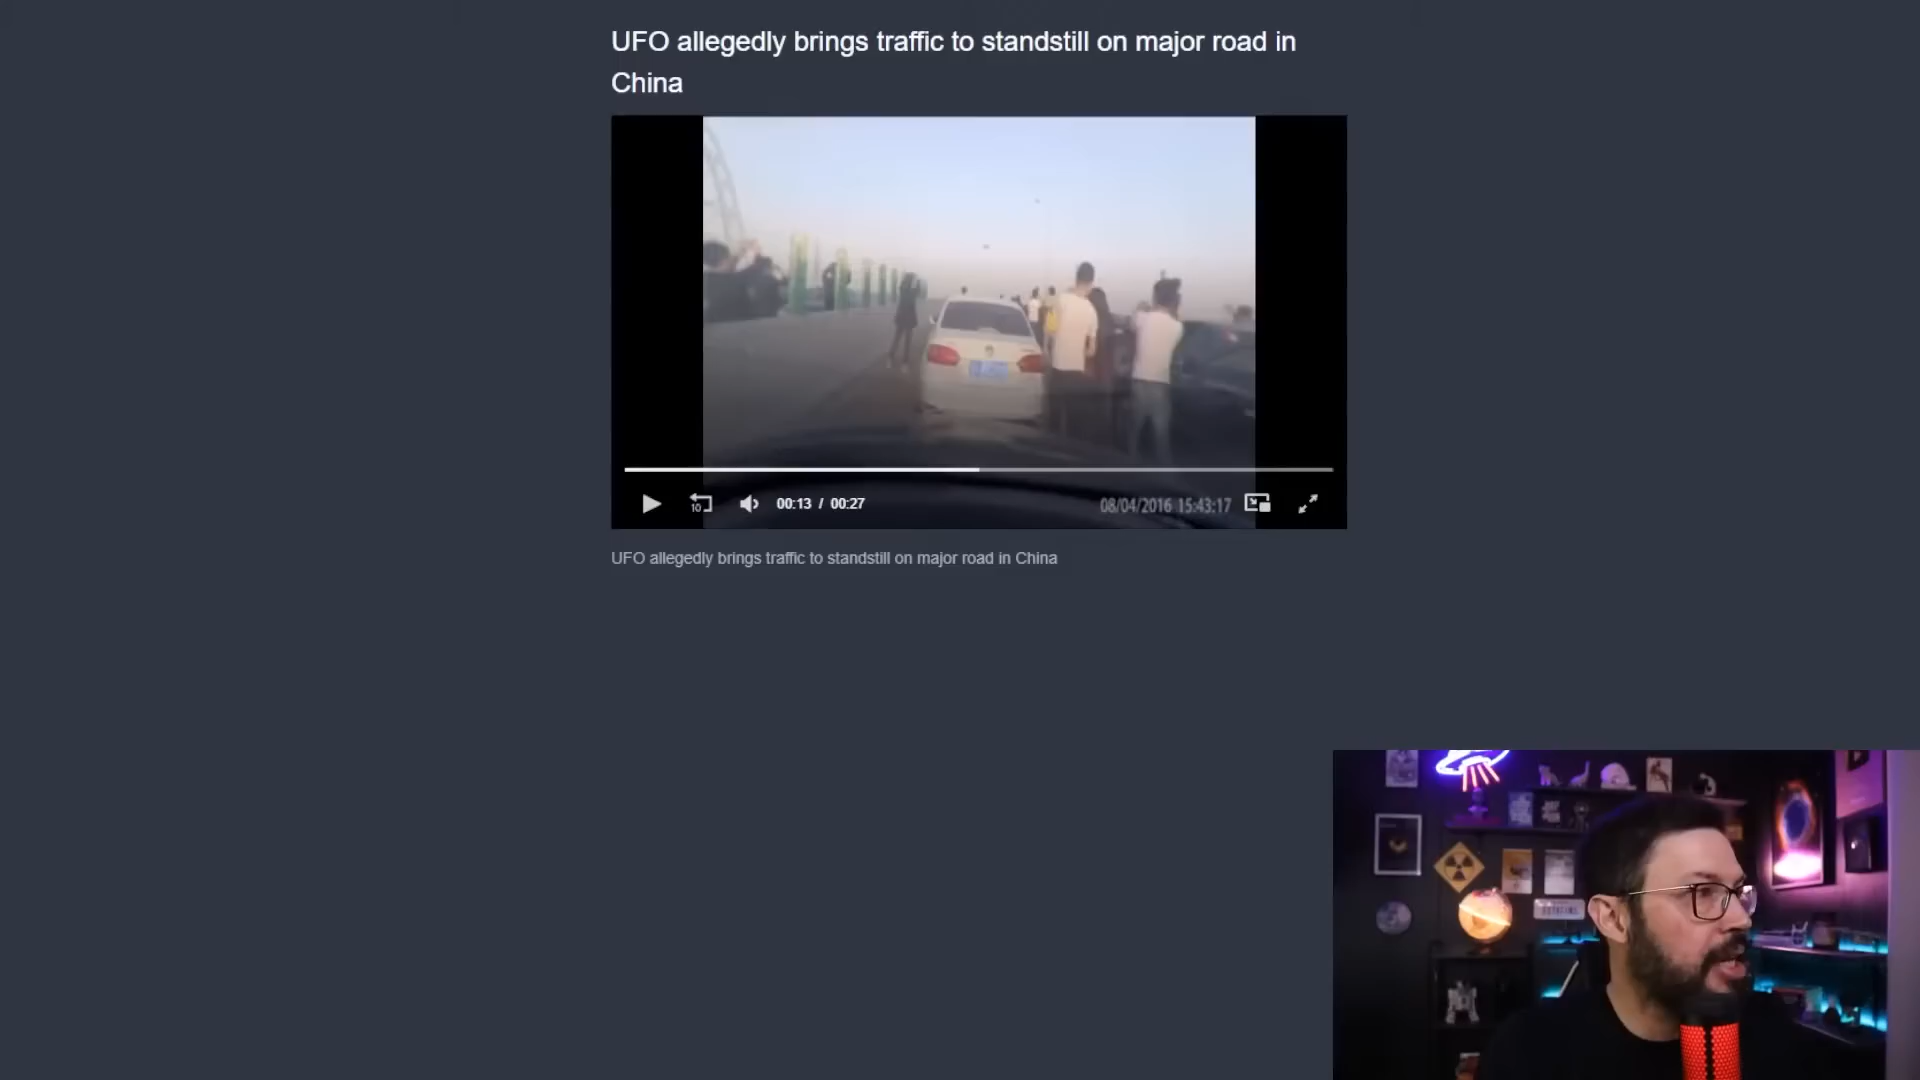 UFO allegedly brings traffic to standstill on major road in
China
10
00:13 / 00:27
08/04/2016 15:43:17
UFO allegedly brings traffic to standstill on major road in China